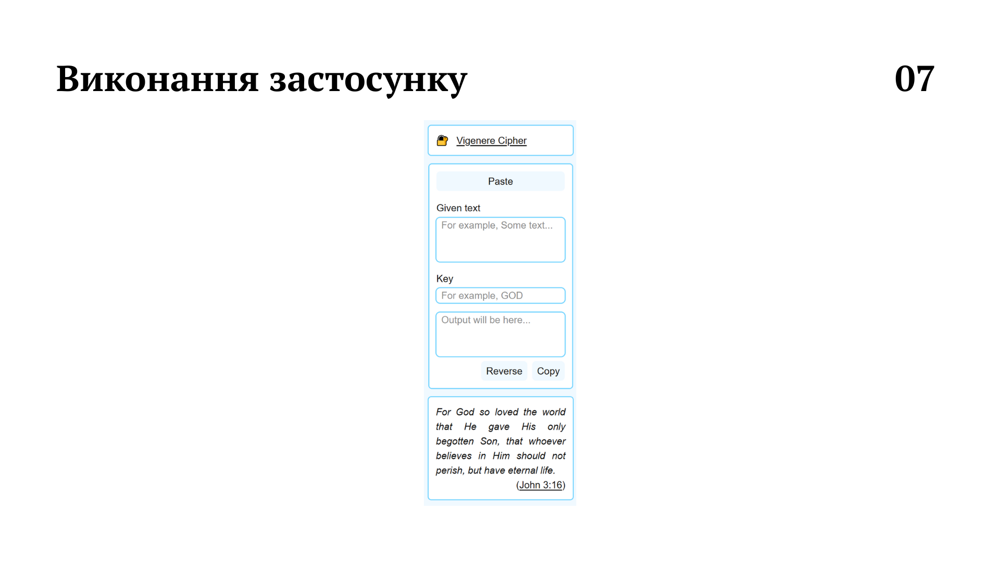 Виконання застосунку
07
Vigenere Cipher
Paste
Given text
For example, Some text...
Key
For example, GOD
Output will be here...
Reverse Copy
For God so loved the world
that He gave His only
begotten Son, that whoever
believes in Him should not
perish, but have eternal life.
(John 3:16)